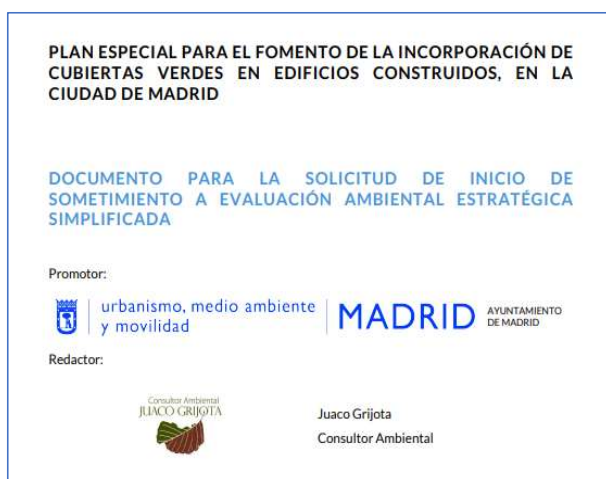 PLAN ESPECIAL PARA EL FOMENTO DE LA INCORPORACIÓN DE
CUBIERTAS VERDES EN EDIFICIOS CONSTRUIDOS, EN LA
CIUDAD DE MADRID
DOCUMENTO PARA LA SOLICITUD DE INICIO DE
SOMETIMIENTO A EVALUACIÓN AMBIENTAL ESTRATÉGICA
SIMPLIFICADA
Promotor:
urbanismo, medio ambiente
y movilidad
MADRID
AYUNTAMIENTO
DE MADRID
Redactor:
Consultor Ambiental
JUACO GRIJOTA
Juaco Grijota
Consultor Ambiental